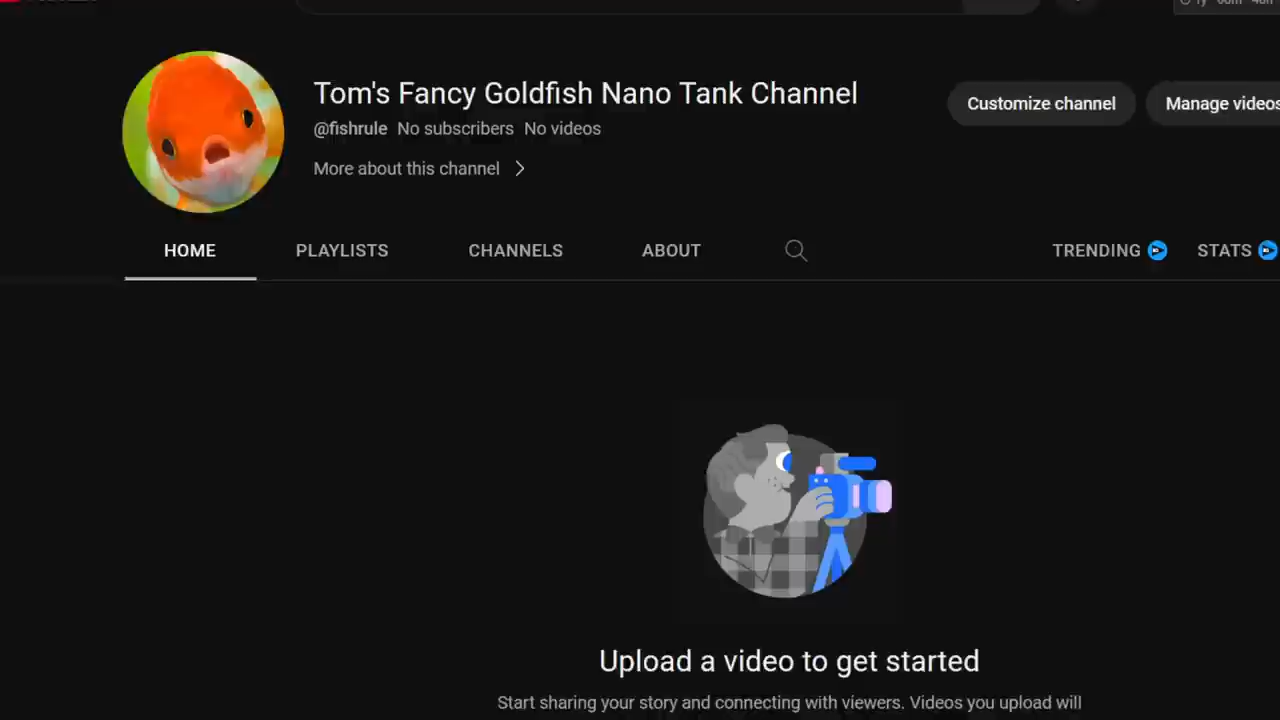 Tom's Fancy Goldfish Nano Tank Channel
Customize channel
Manage videos
@fishrule No subscribers No videos
More about this channel
HOME PLAYLISTS CHANNELS ABOUT TRENDING STATS
Upload a video to get started
Start sharing your story and connecting with viewers. Videos you upload will